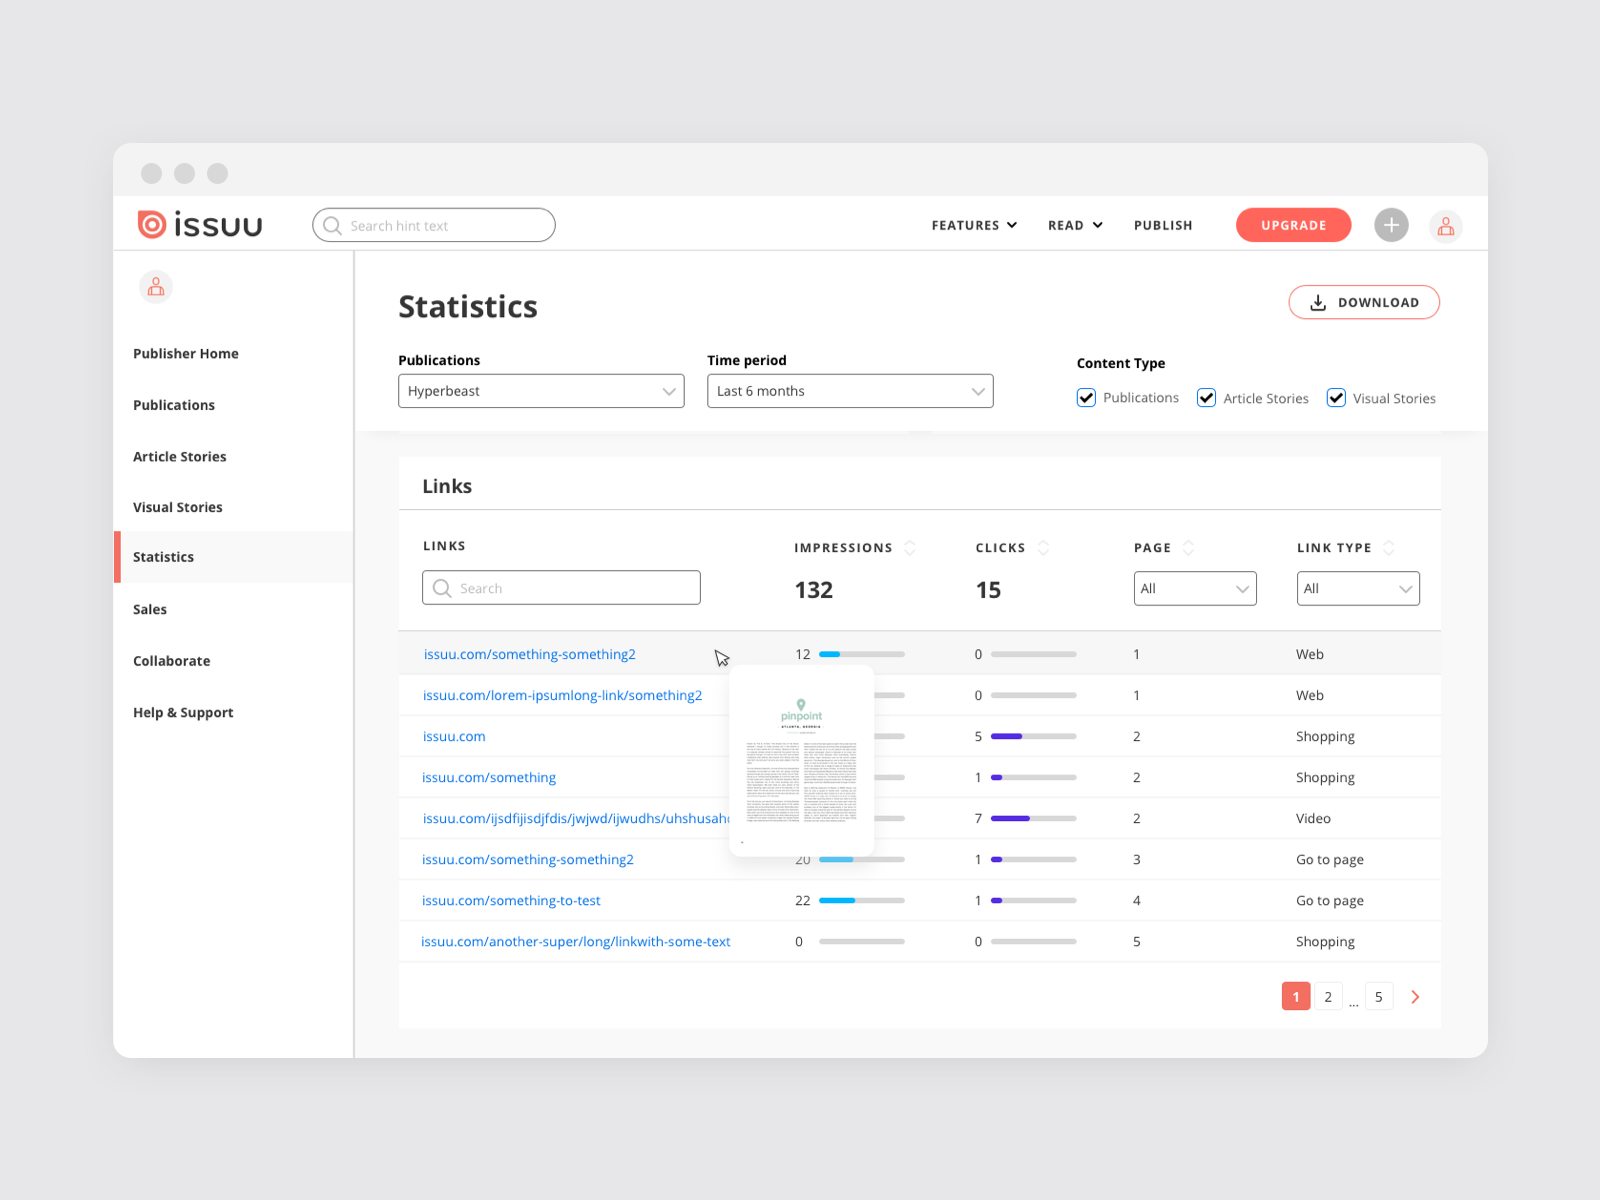 issuu
Search hint text
FEATURES
READ
PUBLISH
UPGRADE
Publisher Home
Publications
Article Stories
Visual Stories
Statistics
Sales
Collaborate
Help & Support
Statistics
DOWNLOAD
Publications
Hyperbeast
Time period
Last 6 months
Content Type
Publications
Article Stories
Visual Stories
Links
LINKS
IMPRESSIONS
CLICKS
PAGE
LINK TYPE
Search
132
15
All
All
issuu.com/something-something2 12 0 1 Web
issuu.com/lorem-ipsumlong-link/something2 0 1 Web
issuu.com 5 2 Shopping
issuu.com/something 1 2 Shopping
issuu.com/ijsdfijisdjfdis/jwjwd/ijwudhs/uhshusah 7 2 Video
issuu.com/something-something2 20 1 3 Go to page
issuu.com/something-to-test 22 1 4 Go to page
issuu.com/another-super/long/linkwith-some-text 0 0 5 Shopping
pinpoint
ATLANTA, GEORGIA
1 2 ... 5